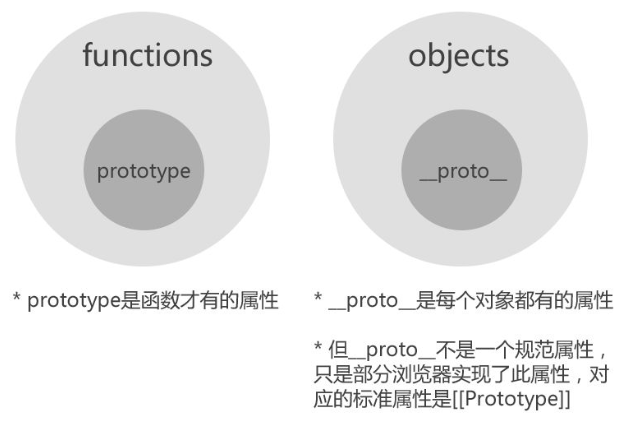 functions
prototype
* prototype是函数才有的属性
objects
__proto__
* __proto__是每个对象都有的属性
* 但__proto__不是一个规范属性，
只是部分浏览器实现了此属性，对
应的标准属性是[[Prototype]]